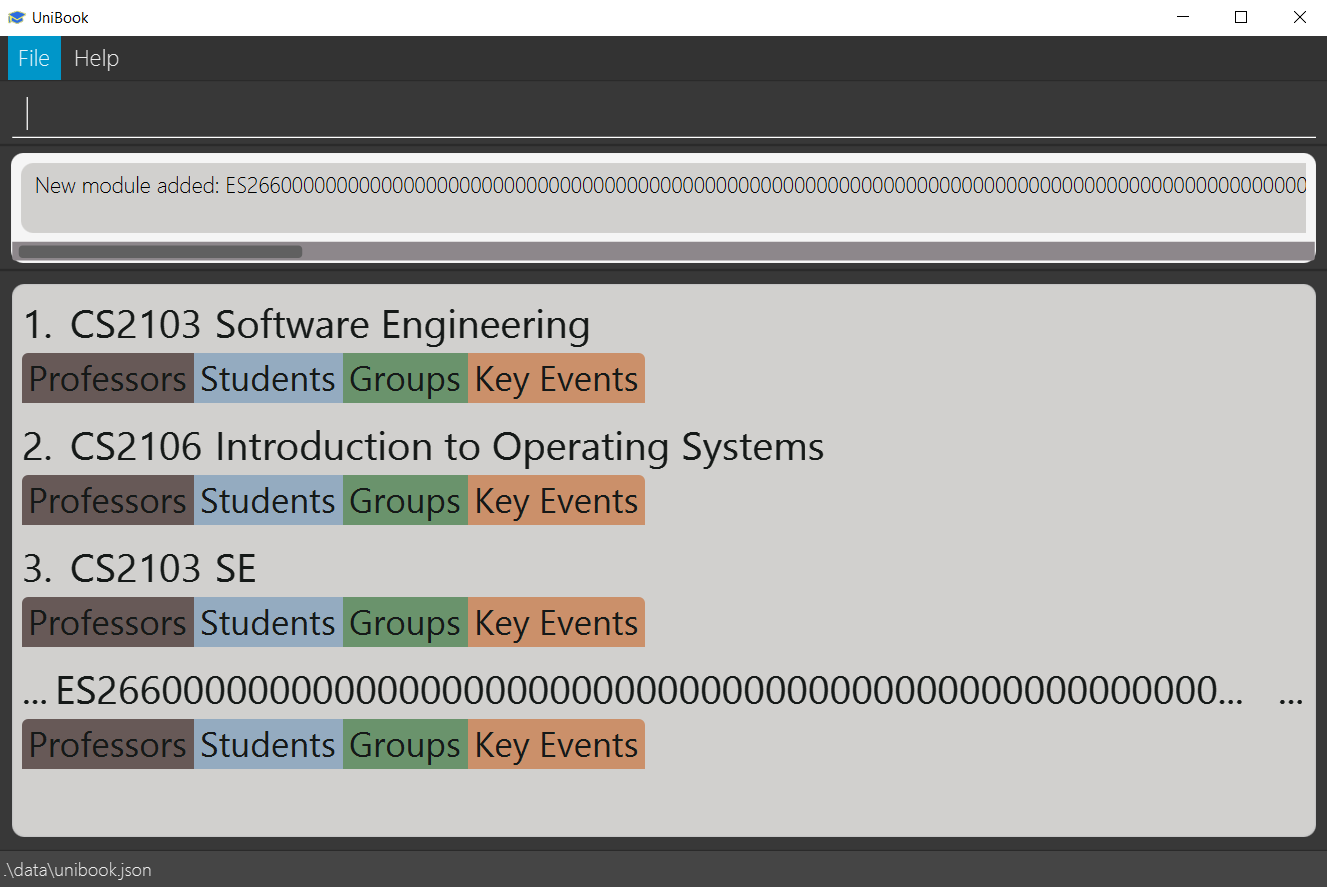 UniBook
File Help
New module added: ES26600000000000000000000000000000000000000000000000000000000000000000000000000000000000000000000000
1. CS2103 Software Engineering
Professors Students Groups Key Events
2. CS2106 Introduction to Operating Systems
Professors Students Groups Key Events
3. CS2103 SE
Professors Students Groups Key Events
... ES26600000000000000000000000000000000000000000000000000... ...
Professors Students Groups Key Events
.\data\unibook.json